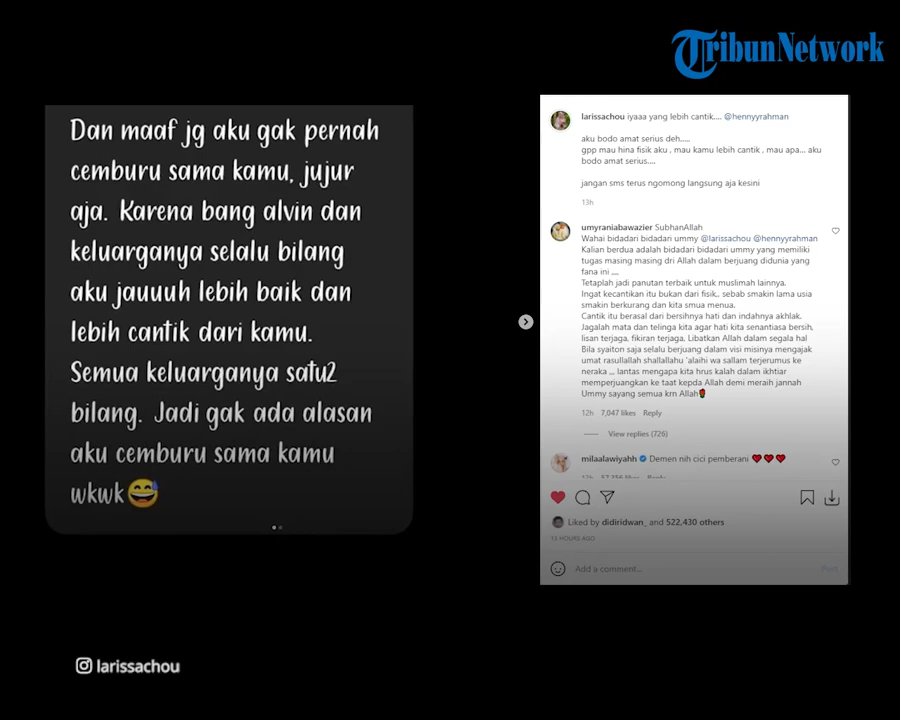 TribunNetwork
Dan maaf jg aku gak pernah
cemburu sama kamu, jujur
aja. Karena bang alvin dan
keluarganya selalu bilang
aku jauuuh lebih baik dan
lebih cantik dari kamu.
Semua keluarganya satu2
bilang. Jadi gak ada alasan
aku cemburu sama kamu
wkwk😅
larissachou iyaaa yang lebih cantik.... @hennyyrahman
aku bodo amat serius deh.....
gpp mau hina fisik aku , mau kamu lebih cantik , mau apa... aku
bodo amat serius....
jangan sms terus ngomong langsung aja kesini
13h
umyraniabawazier SubhanAllah
Wahai bidadari bidadari ummy @larissachou @hennyyrahman
Kalian berdua adalah bidadari bidadari ummy yang memiliki
tugas masing masing dri Allah dalam berjuang didunia yang
fana ini ....
Tetaplah jadi panutan terbaik untuk muslimah lainnya.
Ingat kecantikan itu bukan dari fisik,. sebab smakin lama usia
smakin berkurang dan kita smua menua.
Cantik itu berasal dari bersihnya hati dan indahnya akhlak.
Jagalah mata dan telinga kita agar hati kita senantiasa bersih,
lisan terjaga, fikiran terjaga, Libatkan Allah dalam segala hal
Bila syaiton saja selalu berjuang dalam visi misinya mengajak
umat rasullallah shallallahu 'alaihi wa sallam terjerumus ke
neraka ... lantas mengapa kita hrus kalah dalam ikhtiar
memperjuangkan ke taat kepda Allah demi meraih jannah
Ummy sayang semua krn Allah🌹
12h 7,047 likes Reply
View replies (726)
milaalawiyahh Demen nih cici pemberani ❤❤❤
Liked by didiridwan_ and 522,430 others
13 HOURS AGO
Add a comment...
Post
larissachou